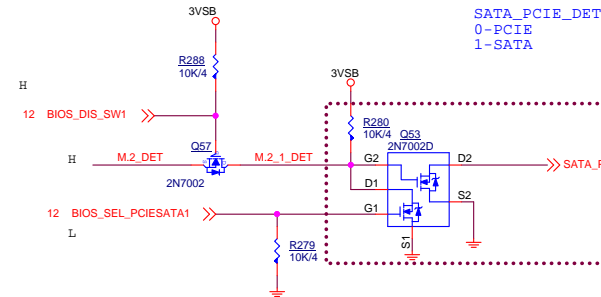 3VSB
SATA_PCIE_DET
0-PCIE
1-SATA
R288
10K/4
3VSB
H
12 BIOS_DIS_SW1
R280
10K/4
Q53
2N7002D
Q57
H
M.2_DET
M.2_1_DET
G2
D2
SATA_P
2N7002
D1
S2
12 BIOS_SEL_PCIESATA1
G1
L
S1
R279
10K/4